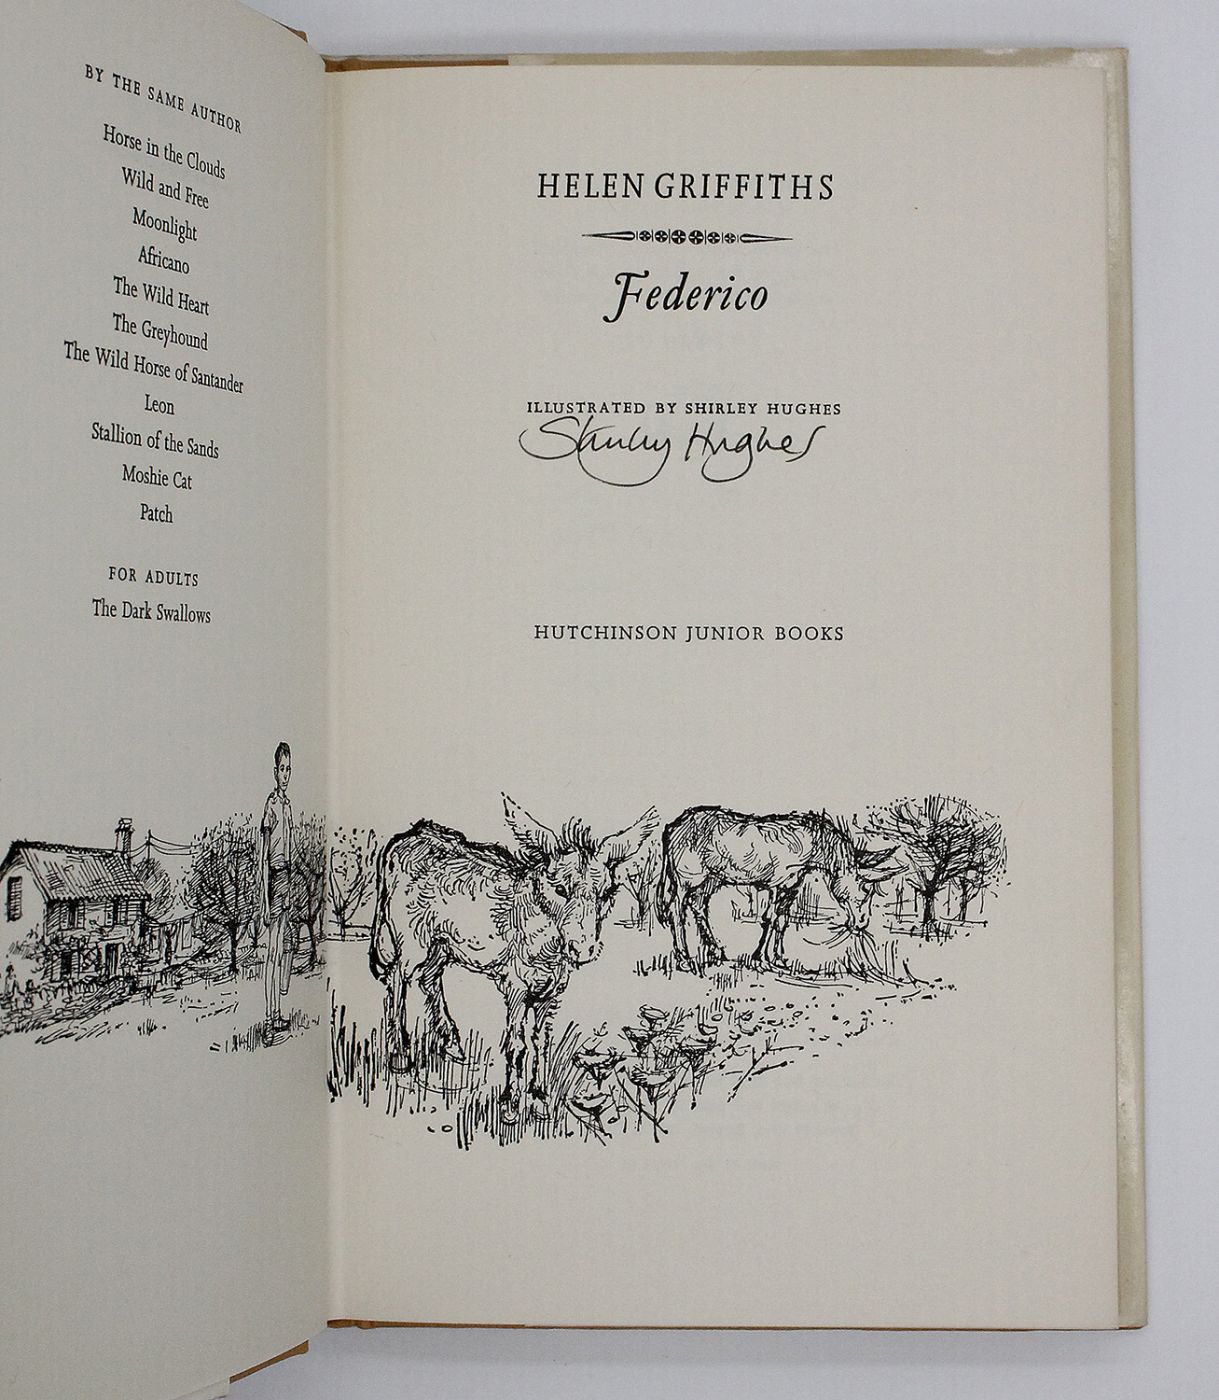 BY THE SAME AUTHOR
Horse in the Clouds
Wild and Free
Moonlight
Africano
The Wild Heart
The Greyhound
The Wild Horse of Santander
Leon
Stallion of the Sands
Moshie Cat
Patch
FOR ADULTS
The Dark Swallows
HELEN GRIFFITHS
Federico
ILLUSTRATED BY SHIRLEY HUGHES
Shirley Hughes
HUTCHINSON JUNIOR BOOKS